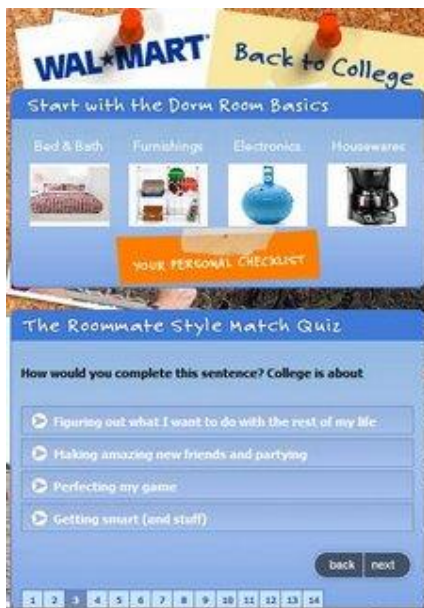 WAL★MART
Back to College
Start with the Dorm Room Basics
Bed & Bath Furnishings Electronics Housewares
YOUR PERSONAL CHECKLIST
The Roommate Style Match Quiz
How would you complete this sentence? College is about
Figuring out what I want to do with the rest of my life
Making amazing new friends and partying
Perfecting my game
Getting smart (and stuff)
back next
1 2 3 4 5 6 7 8 9 10 11 12 13 14